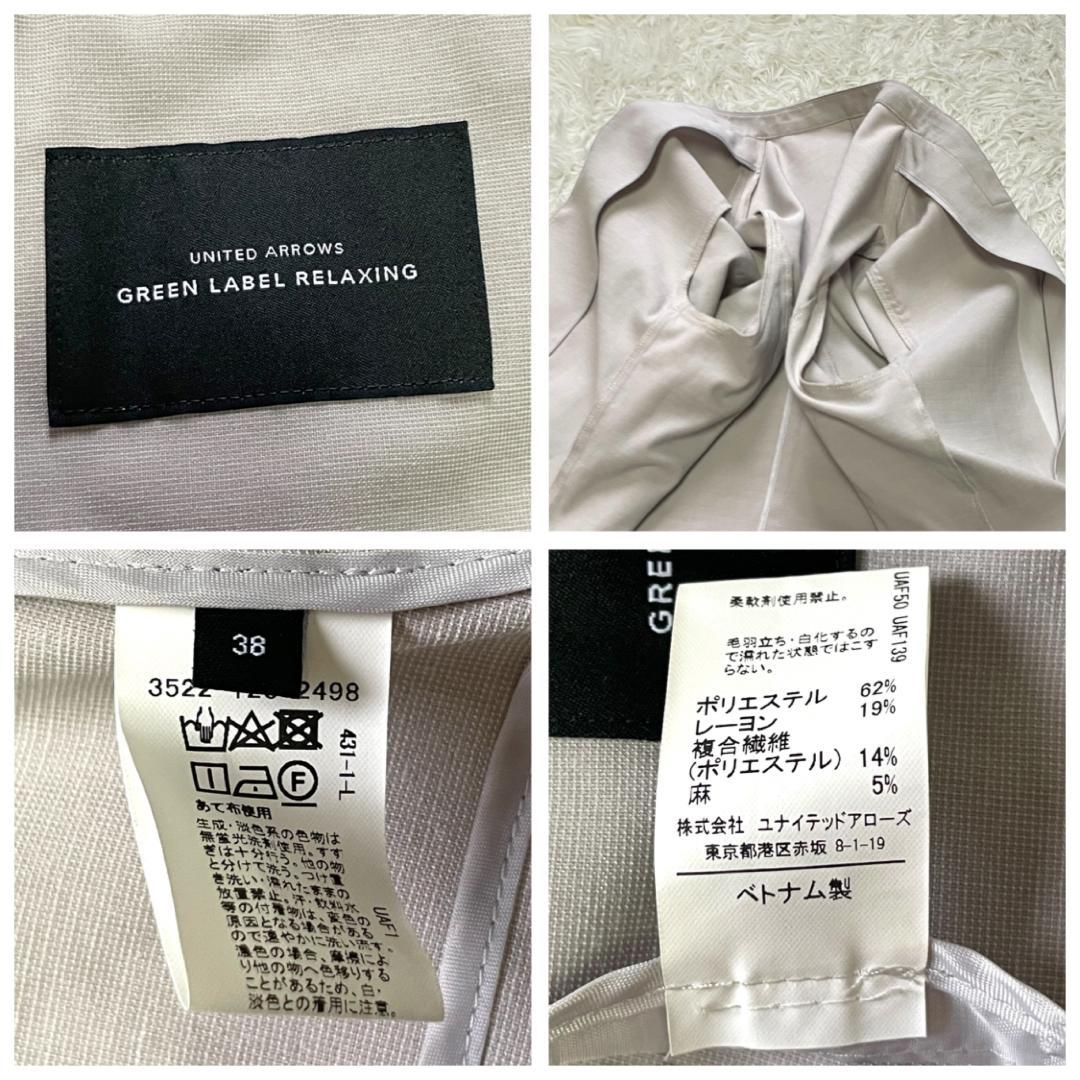 UNITED ARROWS
GREEN LABEL RELAXING
38
3522 2498
431-1-L
あて布使用
生成・淡色系の色物は
無蛍光洗剤使用。すす
ぎは十分行う。他の物
と分けて洗う。つけ置
き洗い・濡れたままの
放置禁止。汗・飲料水
等の付着物は、変色の
原因となる場合がある
ので速やかに洗い流す。
濃色の場合、摩擦によ
り他の物へ色移りする
ことがあるため、白・
淡色との着用に注意。
UAF1
GREE
柔軟剤使用禁止。
毛羽立ち・白化するの
で濡れた状態ではこす
らない。
UAF50 UAF139
ポリエステル 62%
レーヨン 19%
複合繊維
(ポリエステル) 14%
麻 5%
株式会社 ユナイテッドアローズ
東京都港区赤坂 8-1-19
ベトナム製